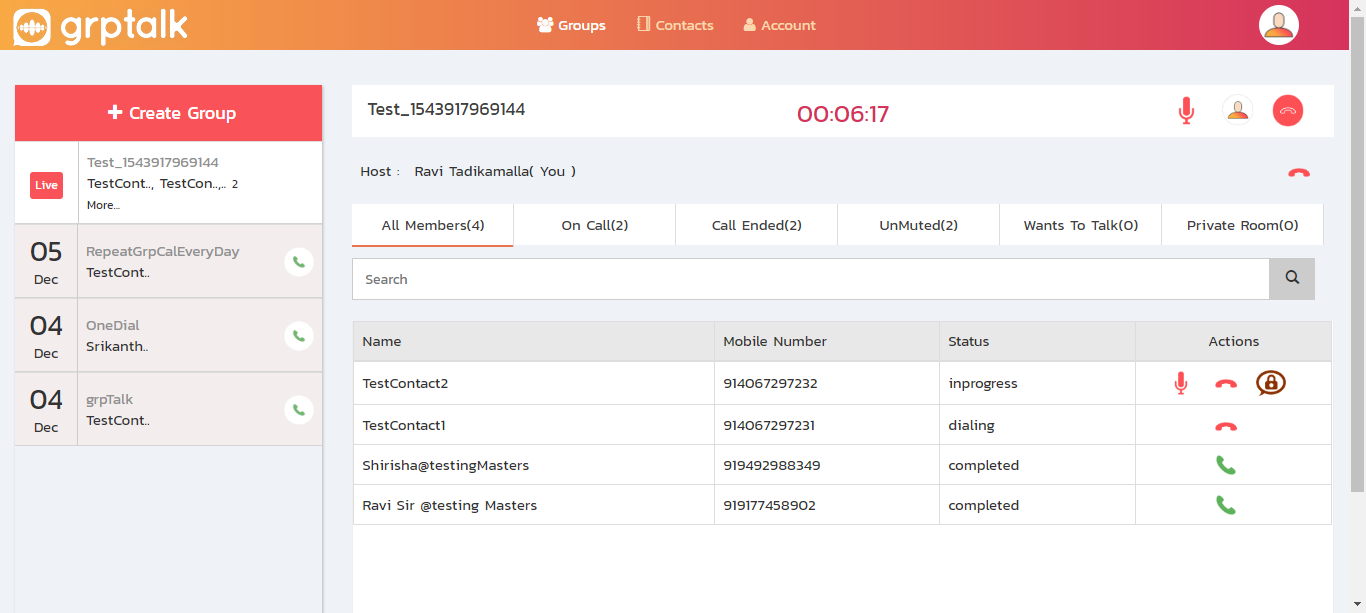 grptalk
Groups Contacts Account
Create Group
Live
Test_1543917969144
TestCont.., TestCon..,.. 2
More...
05
Dec
RepeatGrpCalEveryDay
TestCont..
04
Dec
OneDial
Srikanth..
04
Dec
grpTalk
TestCont..
Test_1543917969144 00:06:17
Host : Ravi Tadikamalla( You )
All Members(4) On Call(2) Call Ended(2) UnMuted(2) Wants To Talk(0) Private Room(0)
Search
Name Mobile Number Status Actions
TestContact2 914067297232 inprogress
TestContact1 914067297231 dialing
Shirisha@testingMasters 919492988349 completed
Ravi Sir @testing Masters 919177458902 completed